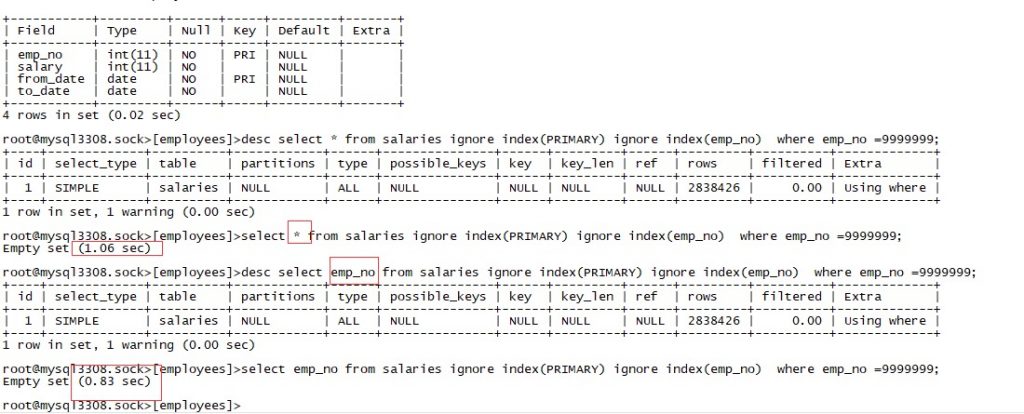 +-----------+---------+------+-----+---------+-------+
| Field     | Type    | Null | Key | Default | Extra |
+-----------+---------+------+-----+---------+-------+
| emp_no    | int(11) | NO   | PRI | NULL    |       |
| salary    | int(11) | NO   |     | NULL    |       |
| from_date | date    | NO   | PRI | NULL    |       |
| to_date   | date    | NO   |     | NULL    |       |
+-----------+---------+------+-----+---------+-------+
4 rows in set (0.02 sec)
root@mysql3308.sock>[employees]>desc select * from salaries ignore index(PRIMARY) ignore index(emp_no)  where emp_no =9999999;
+----+-------------+----------+------------+------+---------------+------+---------+------+---------+----------+-------------+
| id | select_type | table    | partitions | type | possible_keys | key  | key_len | ref  | rows    | filtered | Extra       |
+----+-------------+----------+------------+------+---------------+------+---------+------+---------+----------+-------------+
|  1 | SIMPLE      | salaries | NULL       | ALL  | NULL          | NULL | NULL    | NULL | 2838426 |     0.00 | Using where |
+----+-------------+----------+------------+------+---------------+------+---------+------+---------+----------+-------------+
1 row in set, 1 warning (0.00 sec)
root@mysql3308.sock>[employees]>select * from salaries ignore index(PRIMARY) ignore index(emp_no)  where emp_no =9999999;
Empty set (1.06 sec)
root@mysql3308.sock>[employees]>desc select emp_no from salaries ignore index(PRIMARY) ignore index(emp_no)  where emp_no =9999999;
+----+-------------+----------+------------+------+---------------+------+---------+------+---------+----------+-------------+
| id | select_type | table    | partitions | type | possible_keys | key  | key_len | ref  | rows    | filtered | Extra       |
+----+-------------+----------+------------+------+---------------+------+---------+------+---------+----------+-------------+
|  1 | SIMPLE      | salaries | NULL       | ALL  | NULL          | NULL | NULL    | NULL | 2838426 |     0.00 | Using where |
+----+-------------+----------+------------+------+---------------+------+---------+------+---------+----------+-------------+
1 row in set, 1 warning (0.00 sec)
root@mysql3308.sock>[employees]>select emp_no from salaries ignore index(PRIMARY) ignore index(emp_no)  where emp_no =9999999;
Empty set (0.83 sec)
root@mysql3308.sock>[employees]>